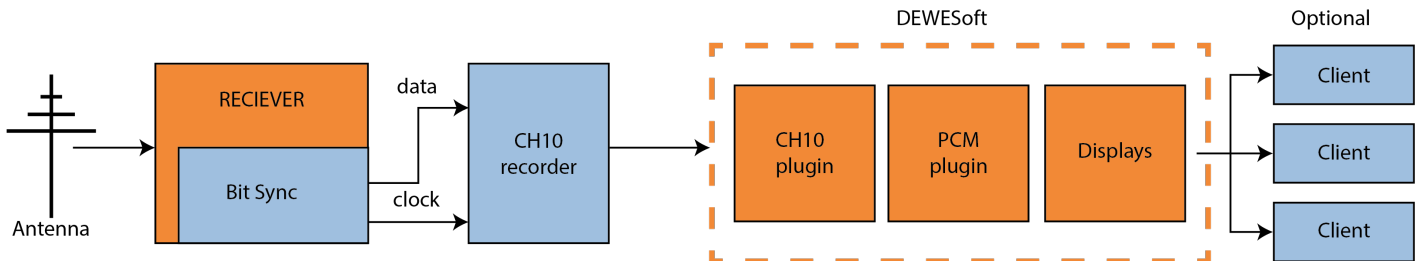 DEWESoft
Optional
Antenna
RECIEVER
Bit Sync
data
clock
CH10
recorder
CH10
plugin
PCM
plugin
Displays
Client
Client
Client